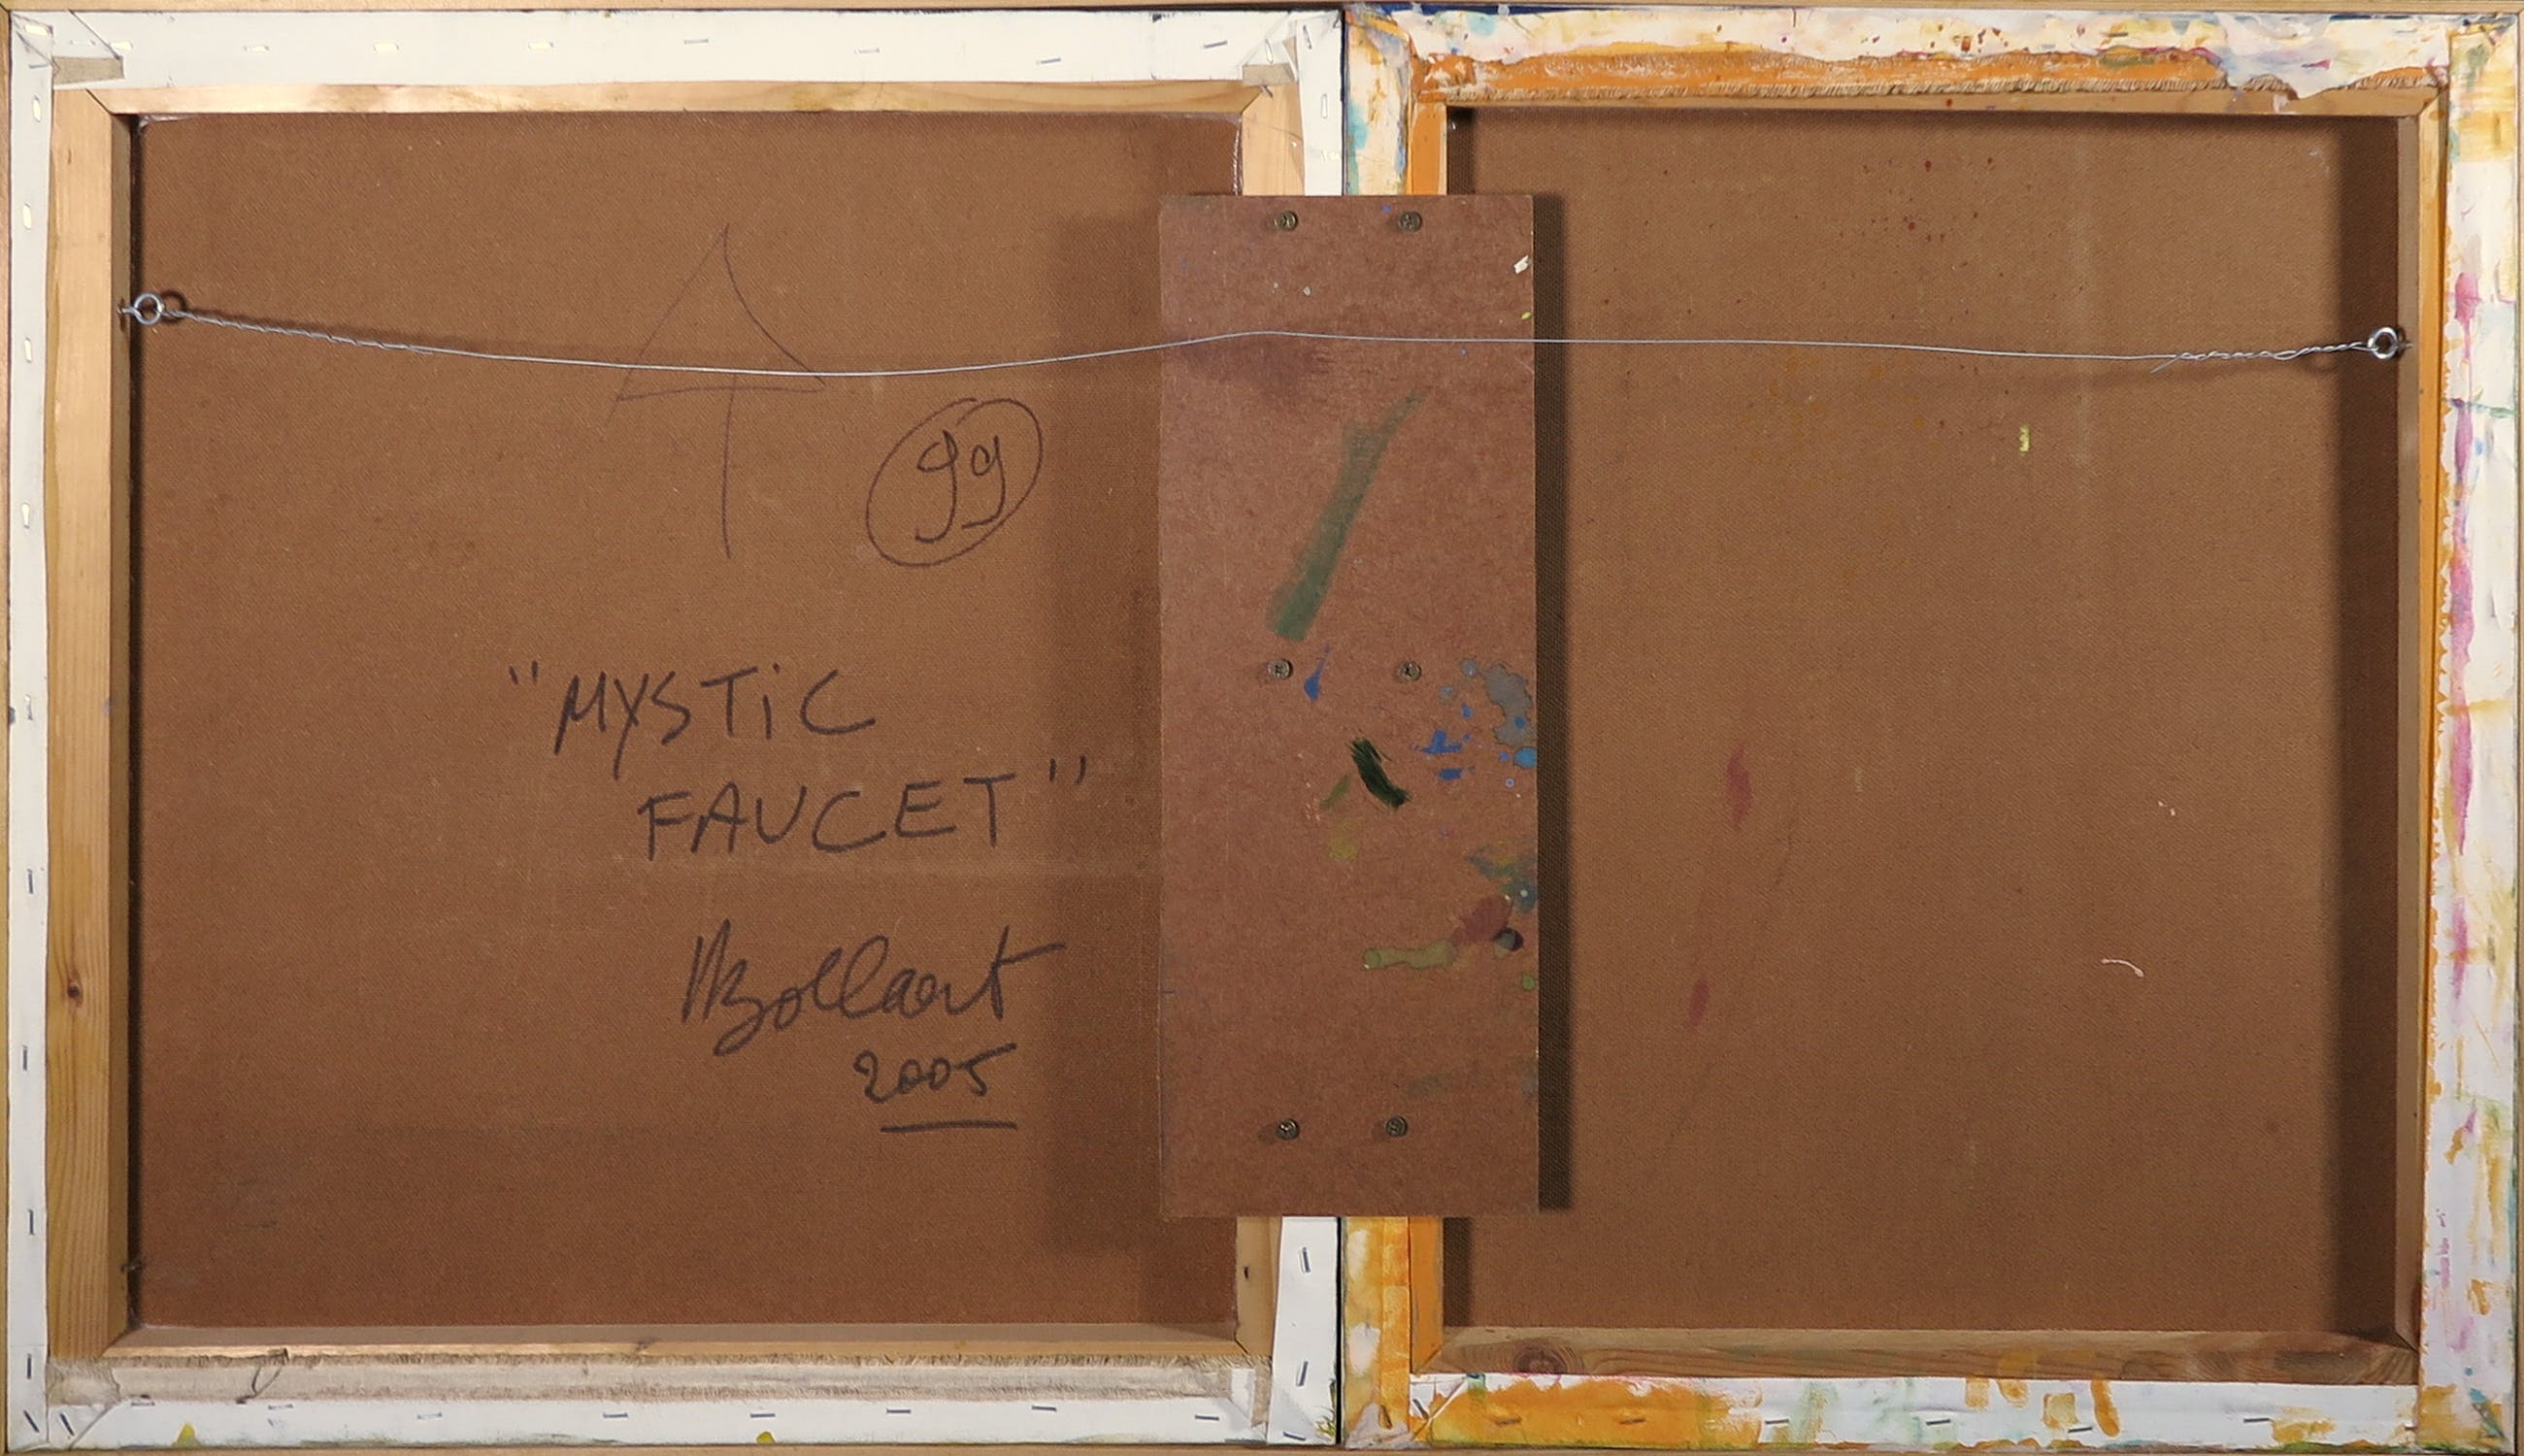 99
"MYSTiC
FAUCET"
Bollaert
2005